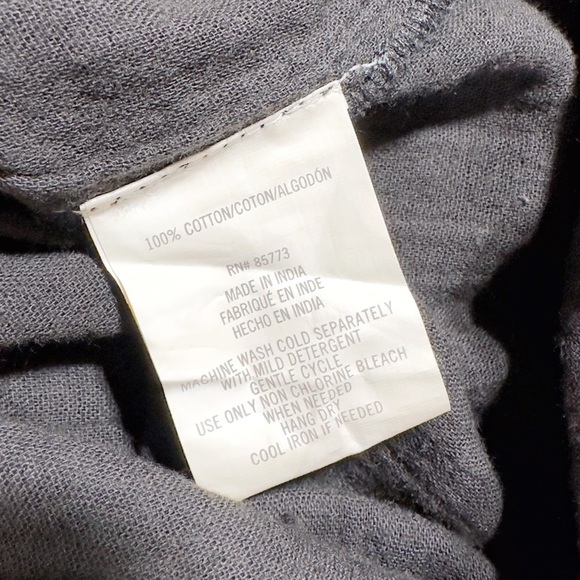 100% COTTON/COTON/ALGODÓN
RN# 85773
MADE IN INDIA
FABRIQUÉ EN INDE
HECHO EN INDIA
MACHINE WASH COLD SEPARATELY
WITH MILD DETERGENT
GENTLE CYCLE
USE ONLY NON CHLORINE BLEACH
WHEN NEEDED
HANG DRY
COOL IRON IF NEEDED